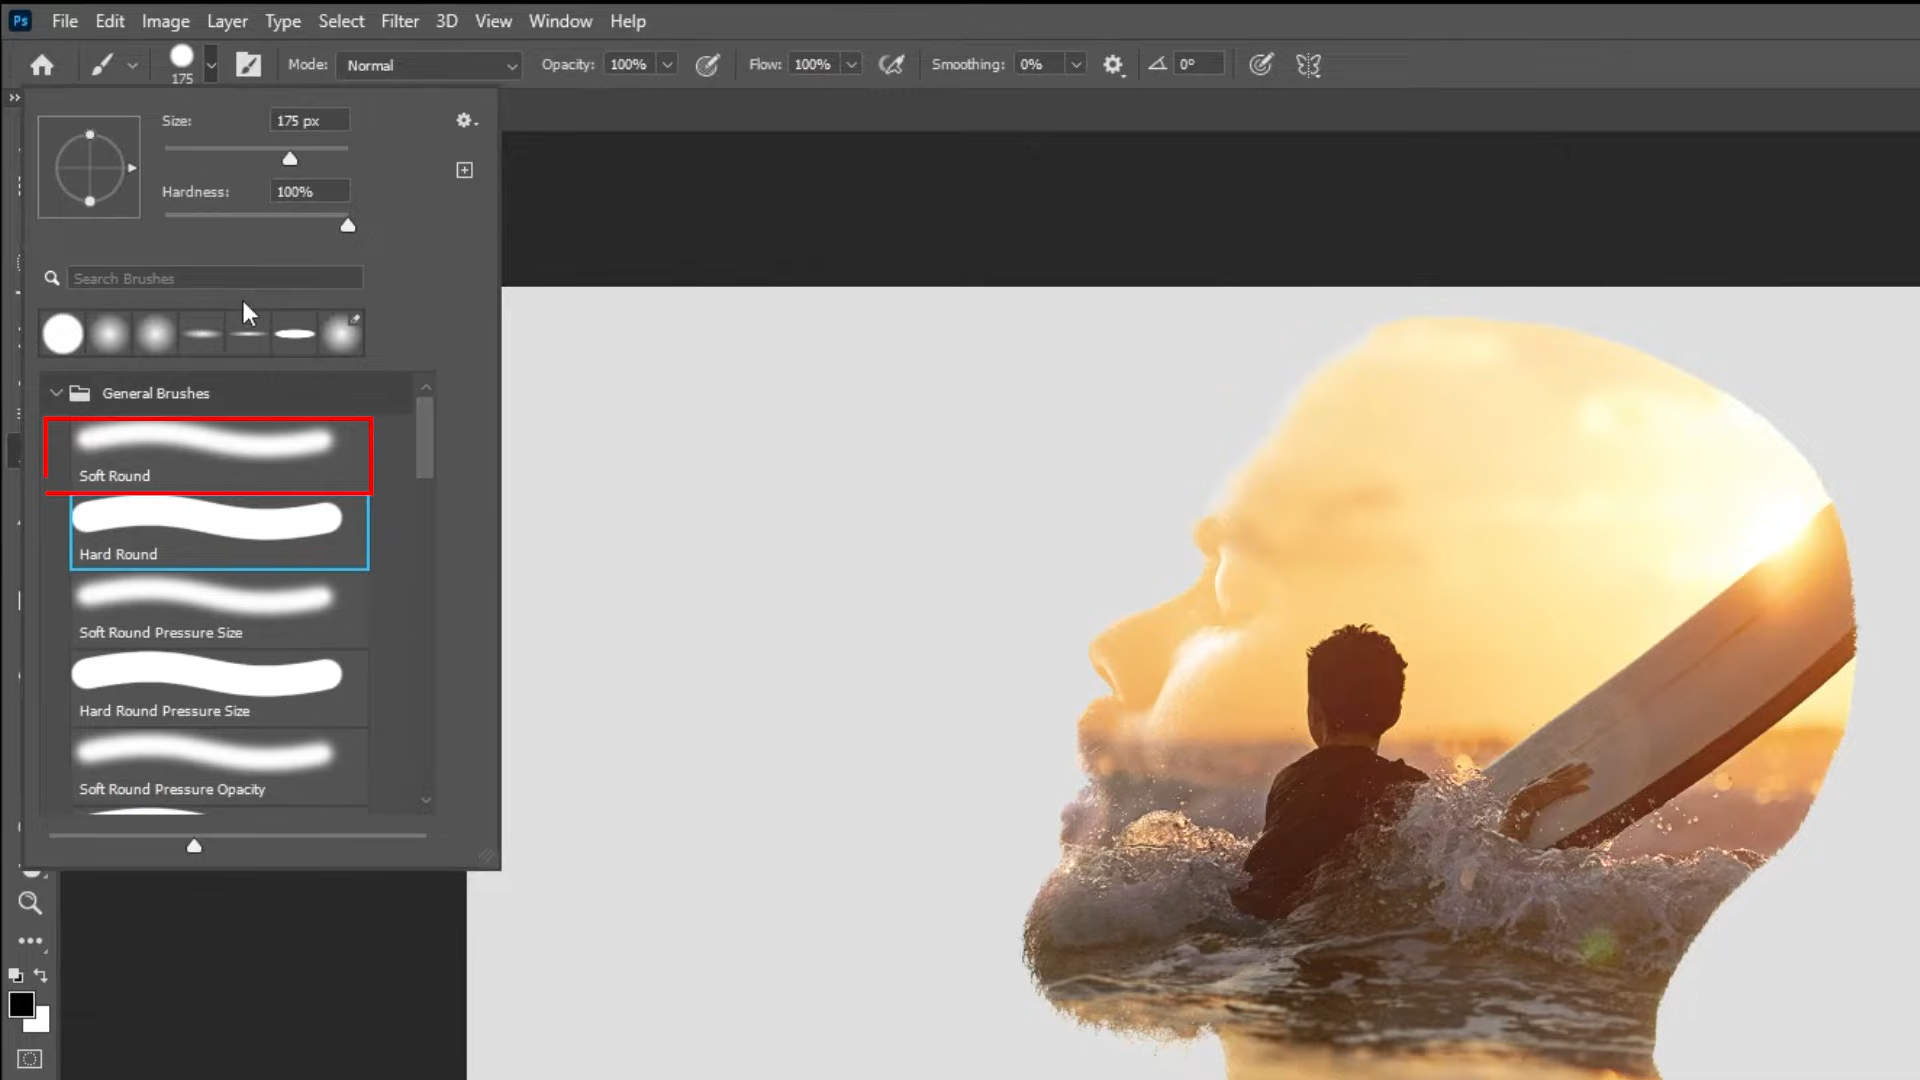 Ps File Edit Image Layer Type Select Filter 3D View Window Help
175 Mode: Normal Opacity: 100% Flow: 100% Smoothing: 0% 0°
Size: 175 px
Hardness: 100%
Search Brushes
General Brushes
Soft Round
Hard Round
Soft Round Pressure Size
Hard Round Pressure Size
Soft Round Pressure Opacity